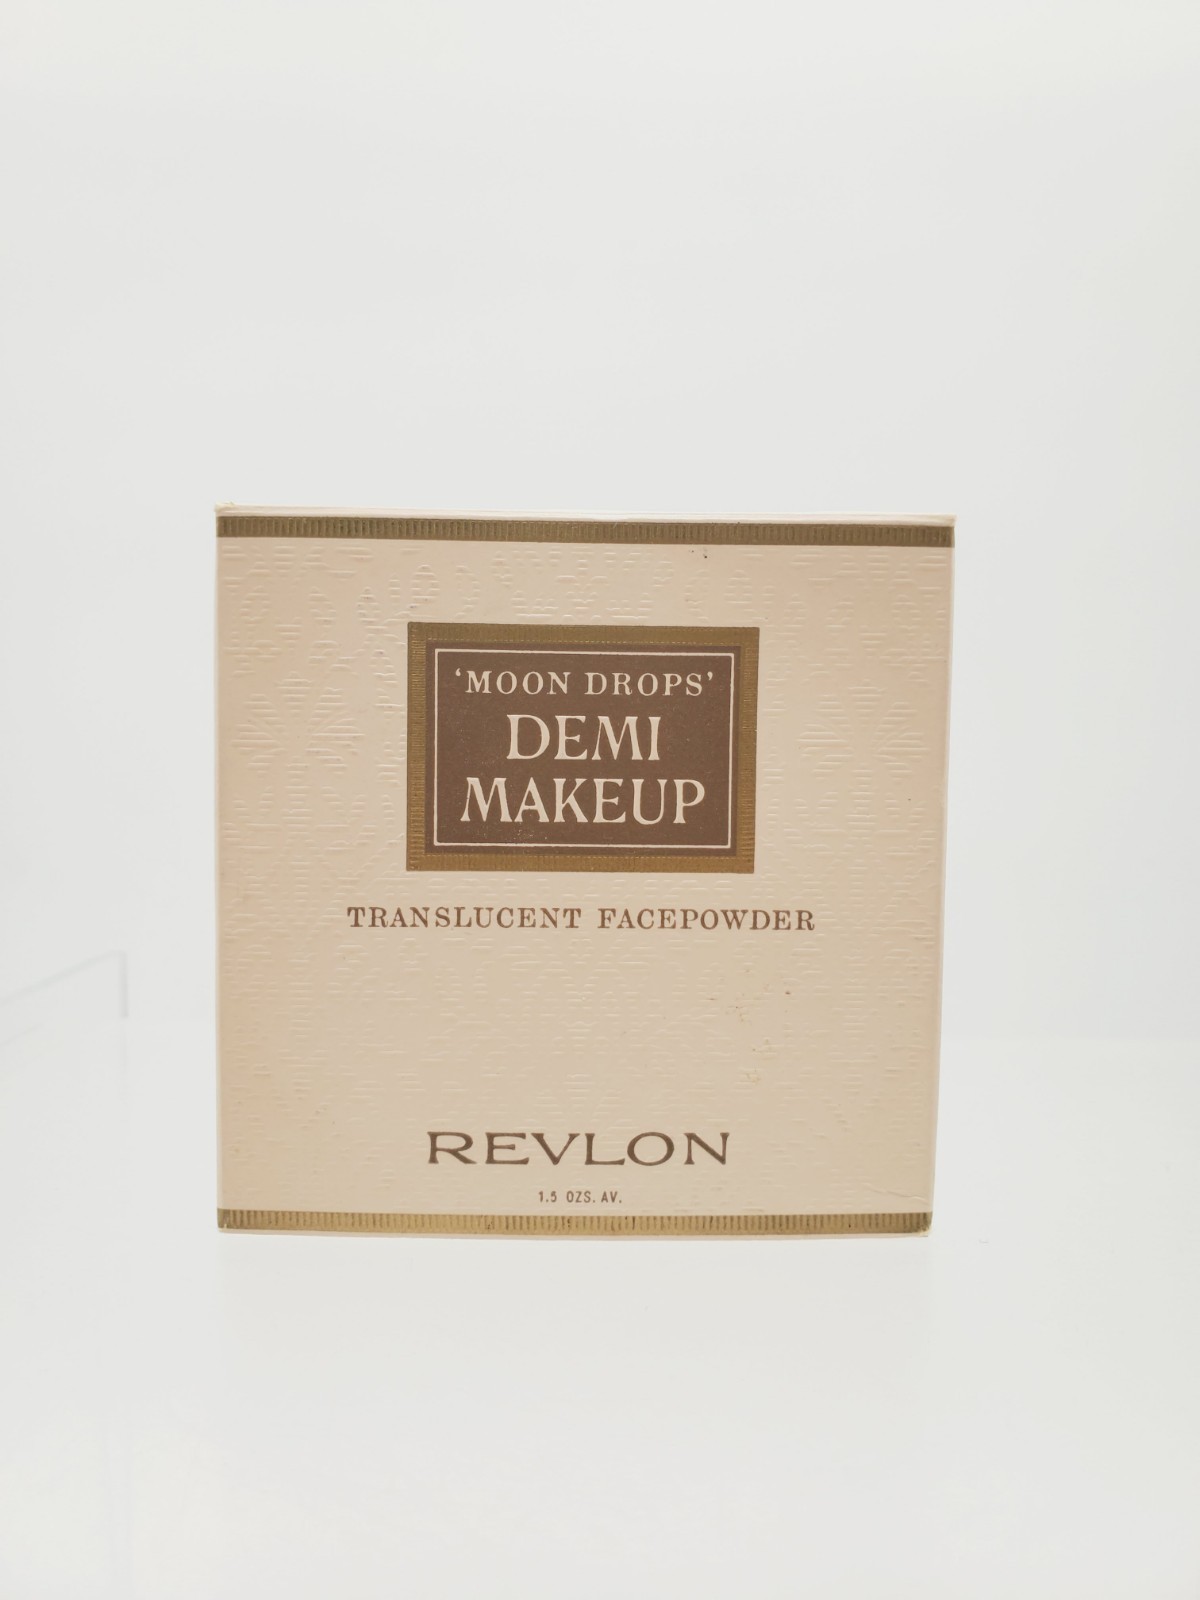 ‘MOON DROPS’
DEMI
MAKEUP
TRANSLUCENT FACEPOWDER
REVLON
1.5 OZS. AV.